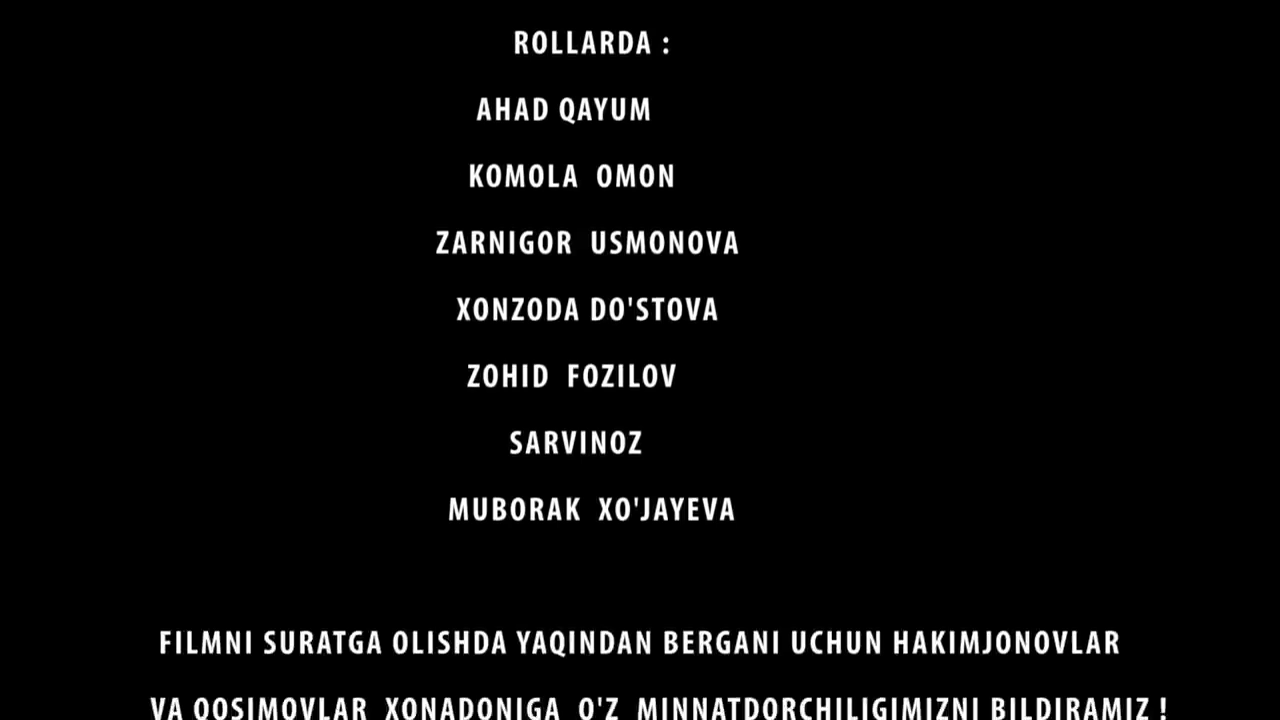 ROLLARDA :
AHAD QAYUM
KOMOLA OMON
ZARNIGOR USMONOVA
XONZODA DO'STOVA
ZOHID FOZILOV
SARVINOZ
MUBORAK XO'JAYEVA
FILMNI SURATGA OLISHDA YAQINDAN BERGANI UCHUN HAKIMJONOVLAR
VA QOSIMOVLAR XONADONIGA O'Z MINNATDORCHILIGIMIZNI BILDIRAMIZ !